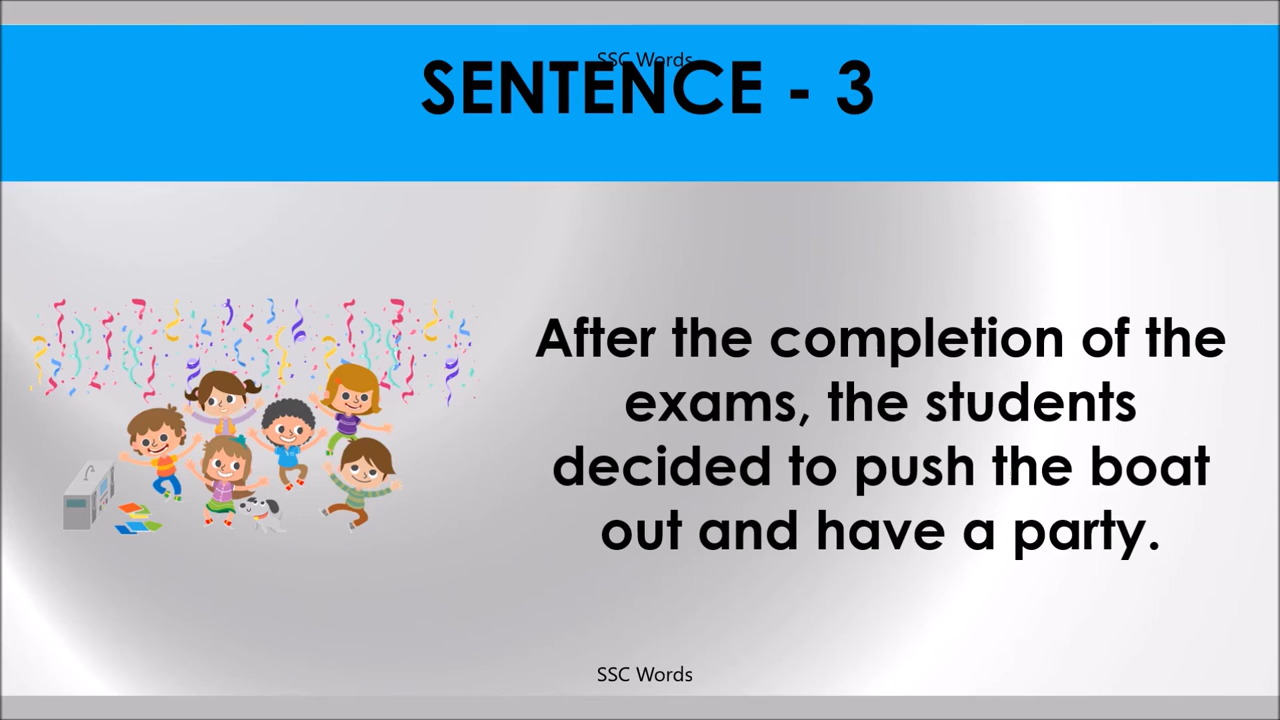 SSC Words
SENTENCE - 3
After the completion of the
exams, the students
decided to push the boat
out and have a party.
SSC Words